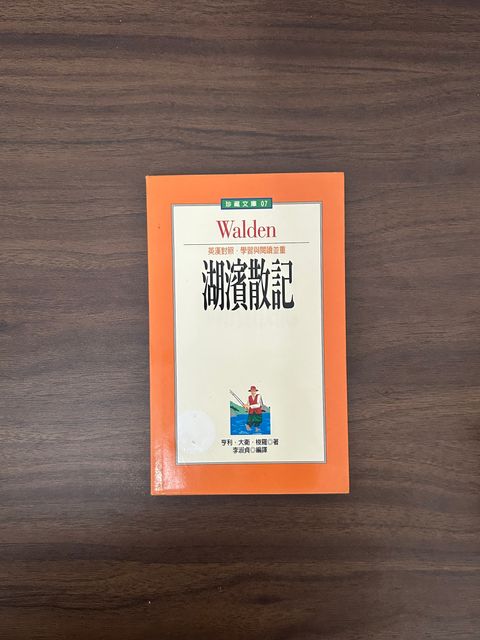 珍藏文庫 07
Walden
英漢對照・學習與閱讀並重
湖濱散記
亨利・大衛・梭羅◎著
李淑貞◎編譯